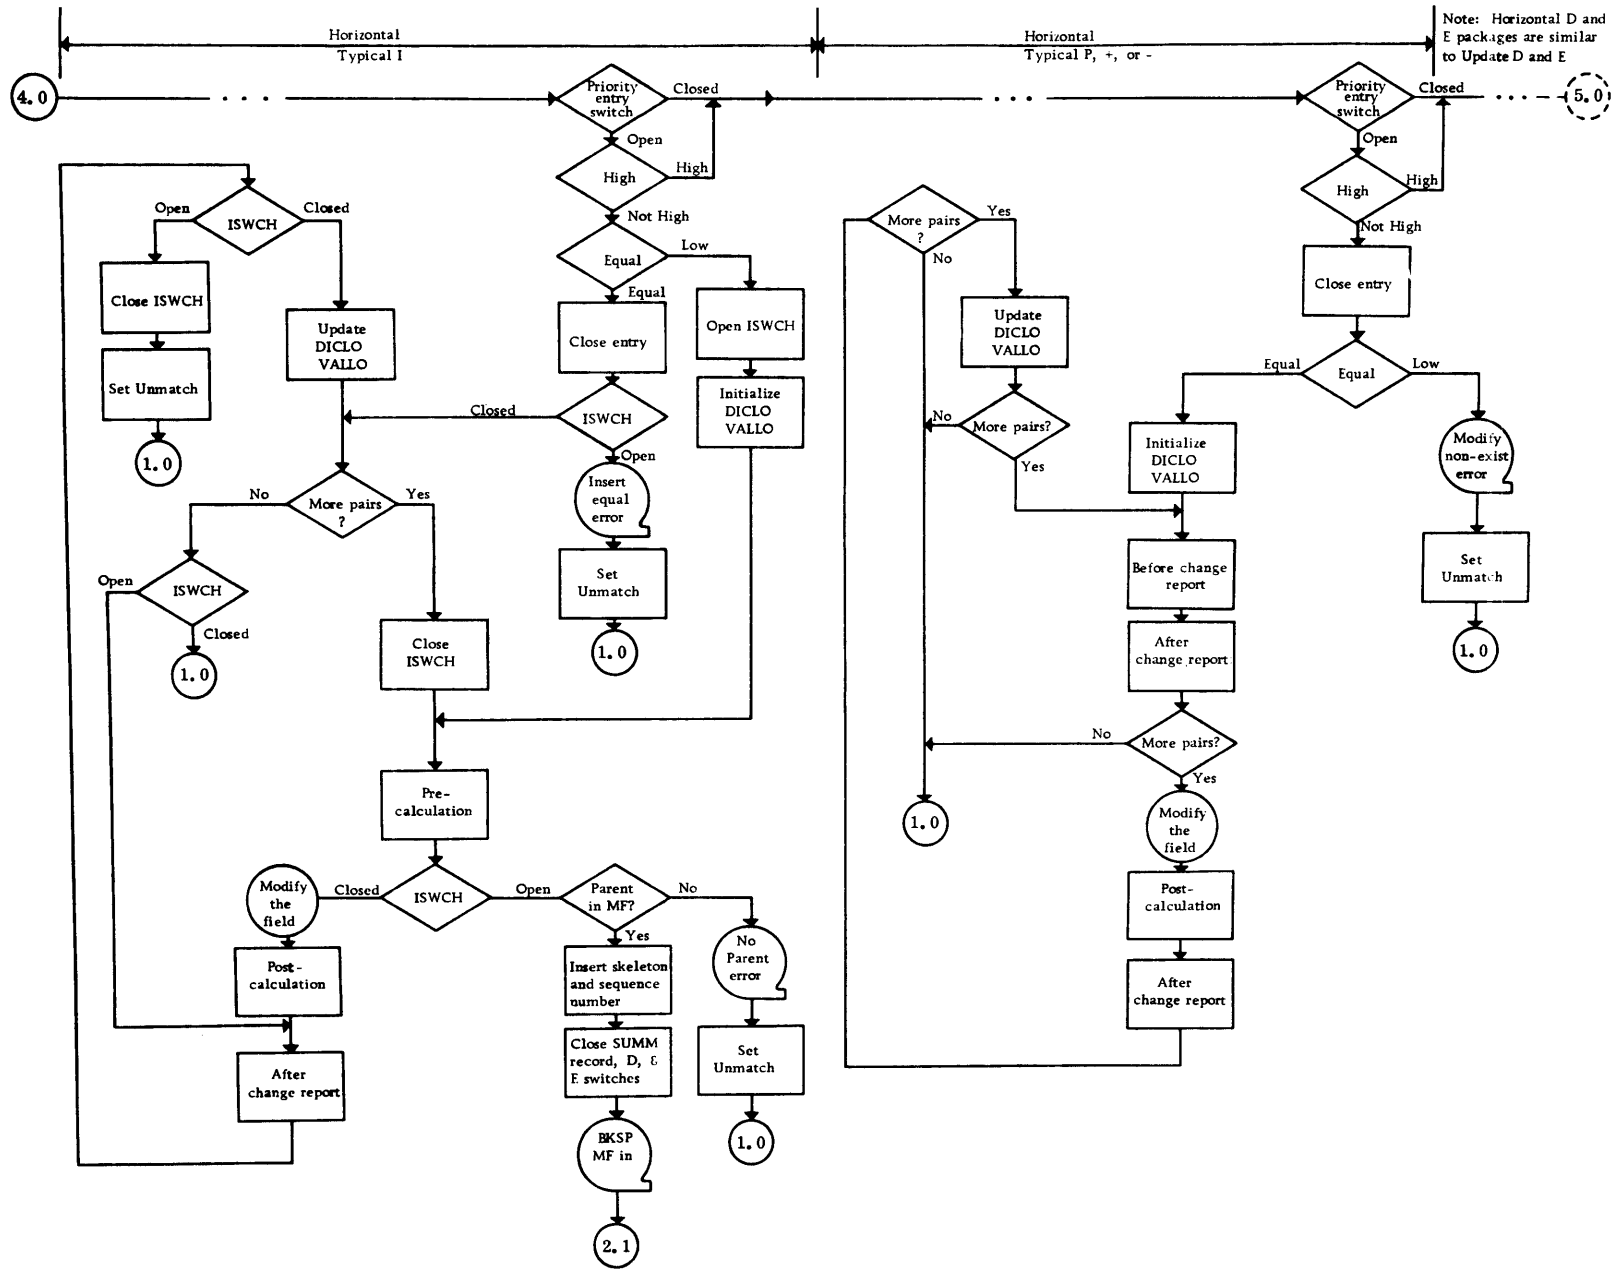 Horizontal
Typical I
Horizontal
Typical P, +, or -
Note: Horizontal D and
E packages are similar
to Update D and E
4.0
. . .
Priority
entry
switch
Closed
. . .
Priority
entry
switch
Closed
. . .
5.0
Open
High
High
Not High
Equal
Low
Equal
Close entry
Open ISWCH
Initialize
DICLO
VALLO
ISWCH
Closed
Open
Insert
equal
error
Set
Unmatch
1.0
ISWCH
Open
Closed
Close ISWCH
Set Unmatch
1.0
Update
DICLO
VALLO
More pairs
?
No
Yes
ISWCH
Open
Closed
1.0
Close
ISWCH
Pre-
calculation
ISWCH
Closed
Open
Modify
the
field
Post-
calculation
After
change report
Parent
in MF?
No
Yes
Insert skeleton
and sequence
number
Close SUMM
record, D, &
E switches
BKSP
MF in
2.1
No
Parent
error
Set
Unmatch
1.0
Open
High
High
Not High
Close entry
Equal
Equal
Low
Initialize
DICLO
VALLO
Modify
non-exist
error
Set
Unmatch
1.0
More pairs
?
Yes
No
Update
DICLO
VALLO
More pairs?
No
Yes
Before change
report
After
change report
More pairs?
No
Yes
1.0
Modify
the
field
Post-
calculation
After
change report